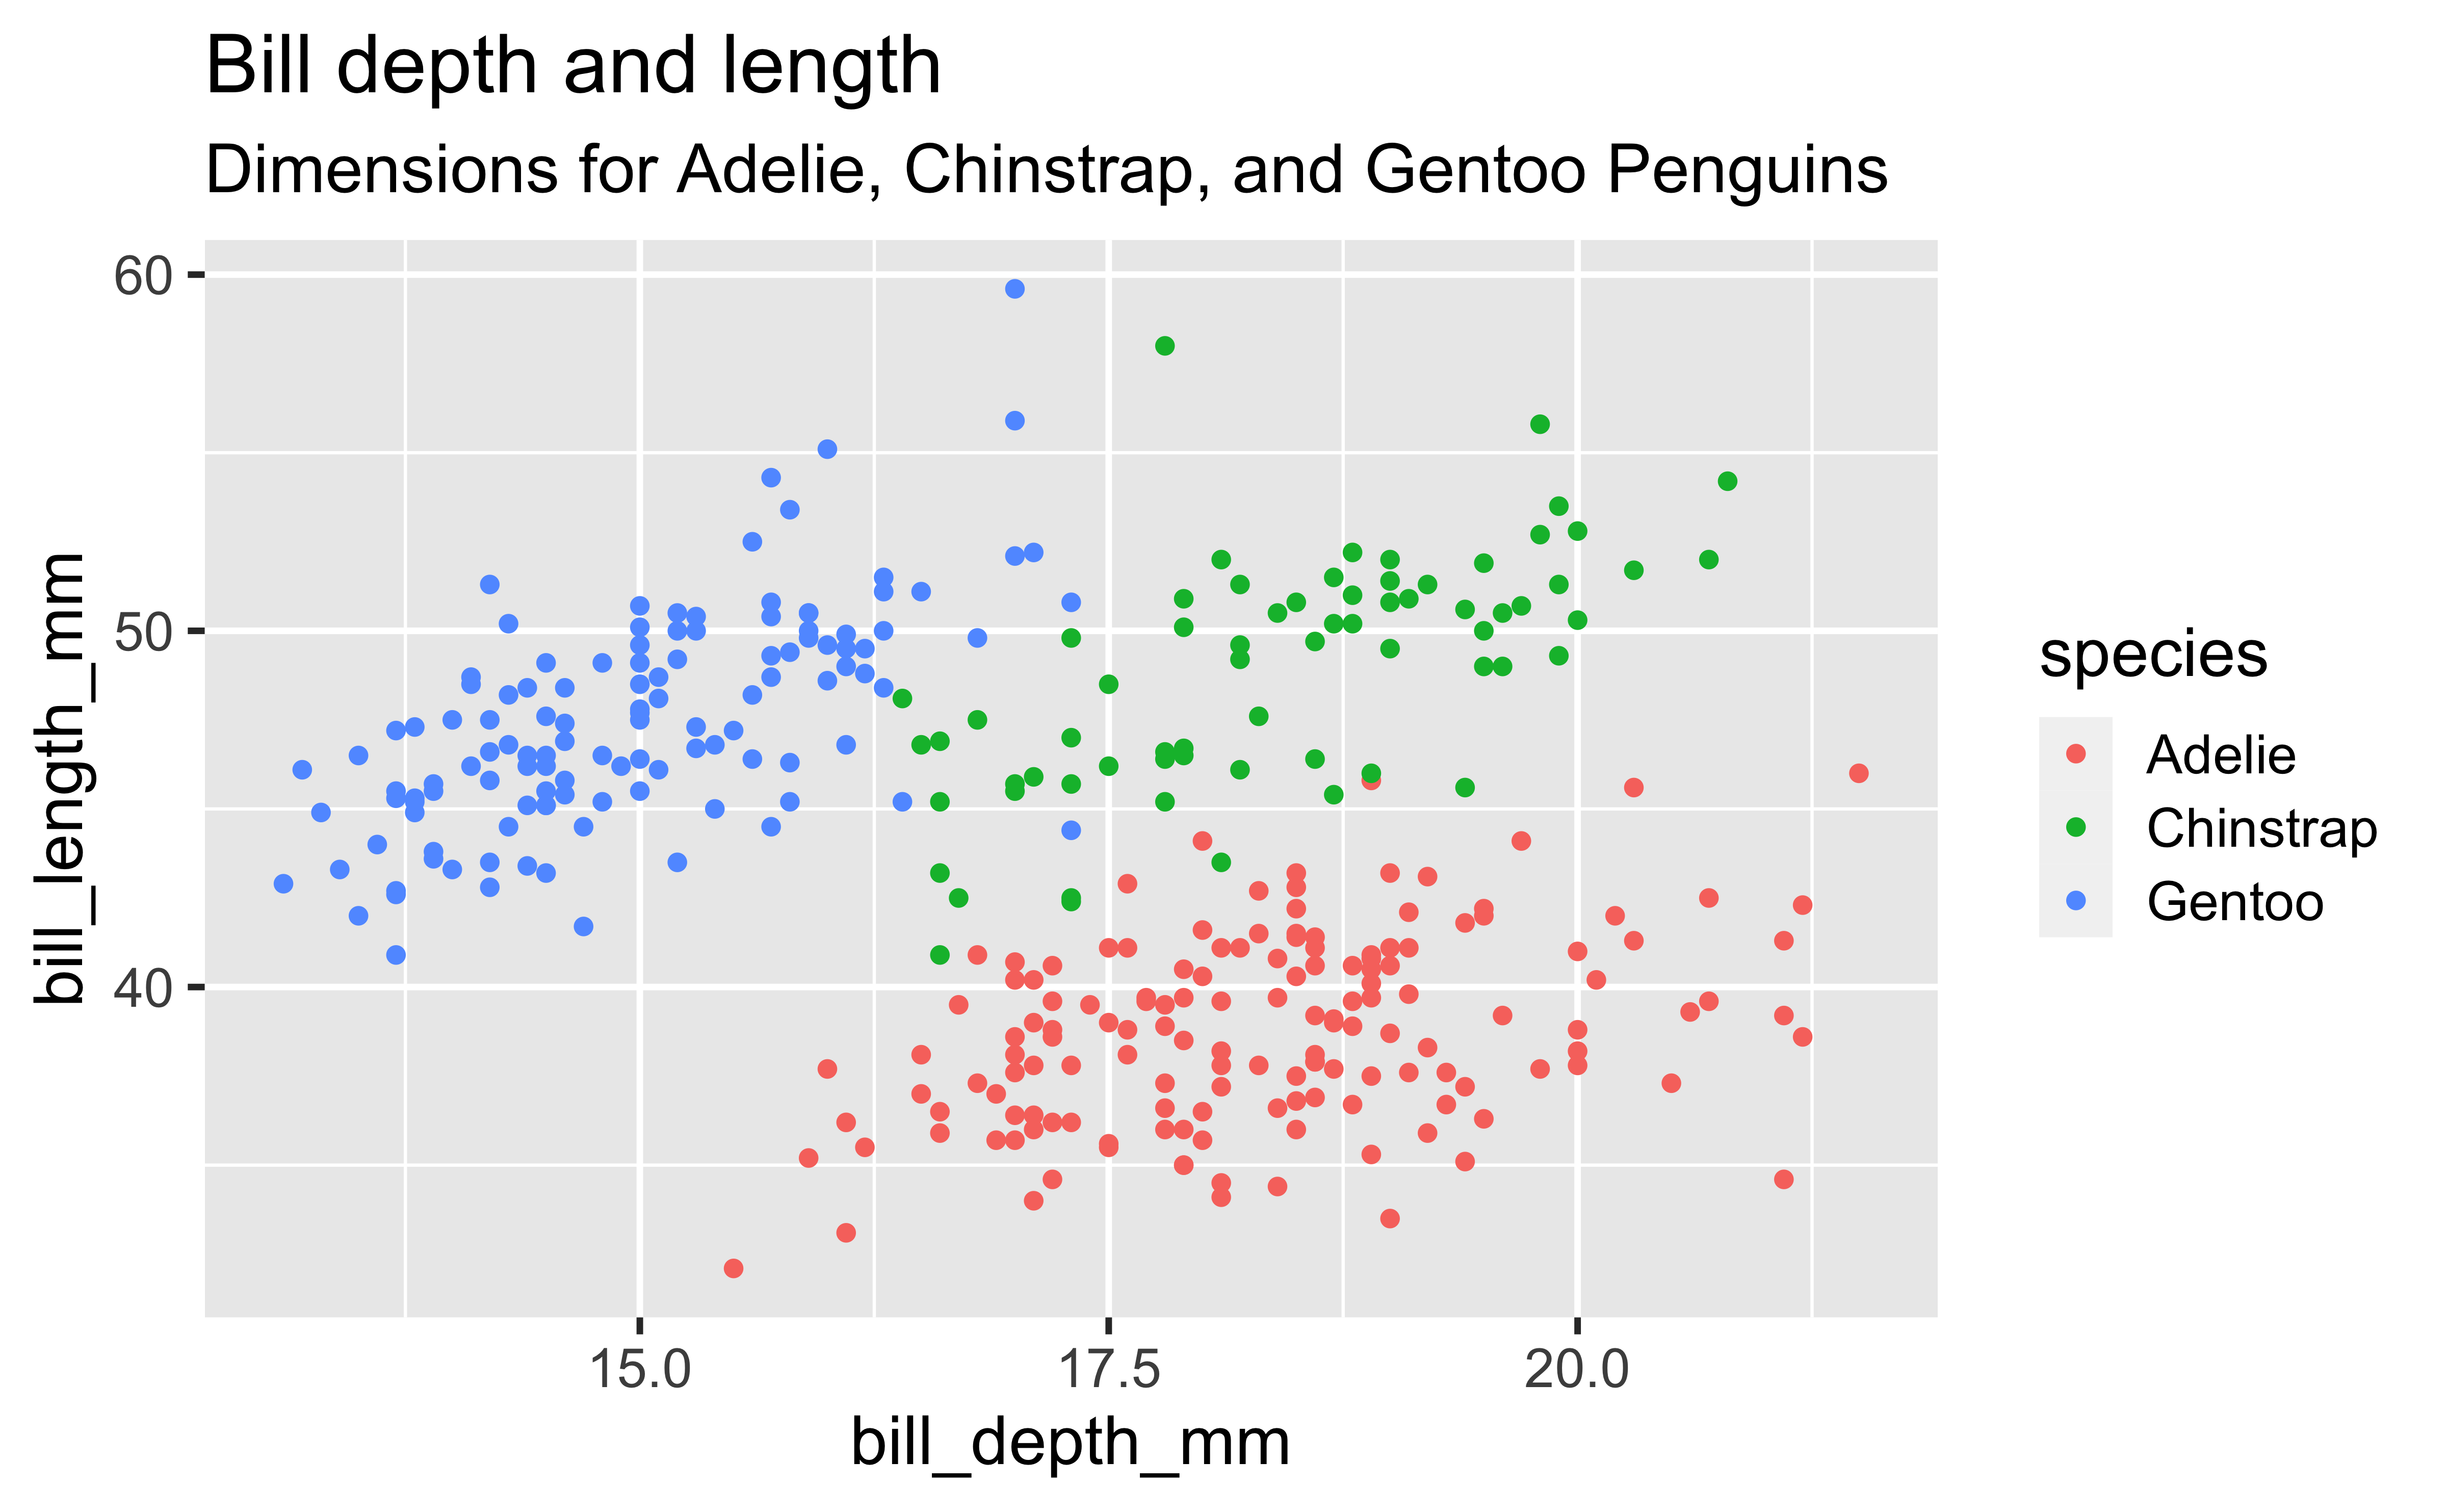 Bill depth and length
Dimensions for Adelie, Chinstrap, and Gentoo Penguins
60
50
40
bill_length_mm
15.0 17.5 20.0
bill_depth_mm
species
Adelie
Chinstrap
Gentoo